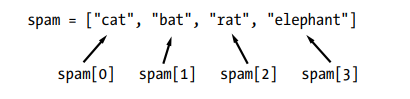 spam = ["cat", "bat", "rat", "elephant"]
spam[0] spam[1] spam[2] spam[3]